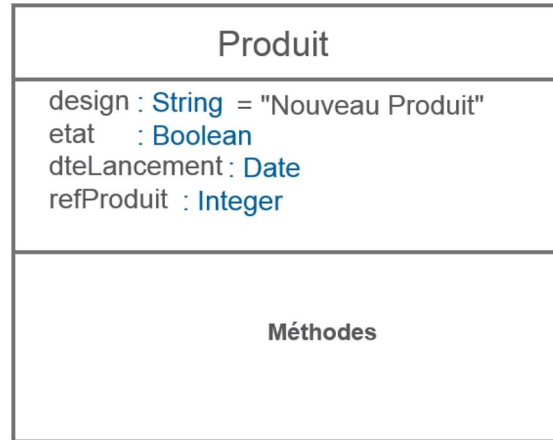 Produit
design : String = "Nouveau Produit"
etat : Boolean
dteLancement : Date
refProduit : Integer
Méthodes